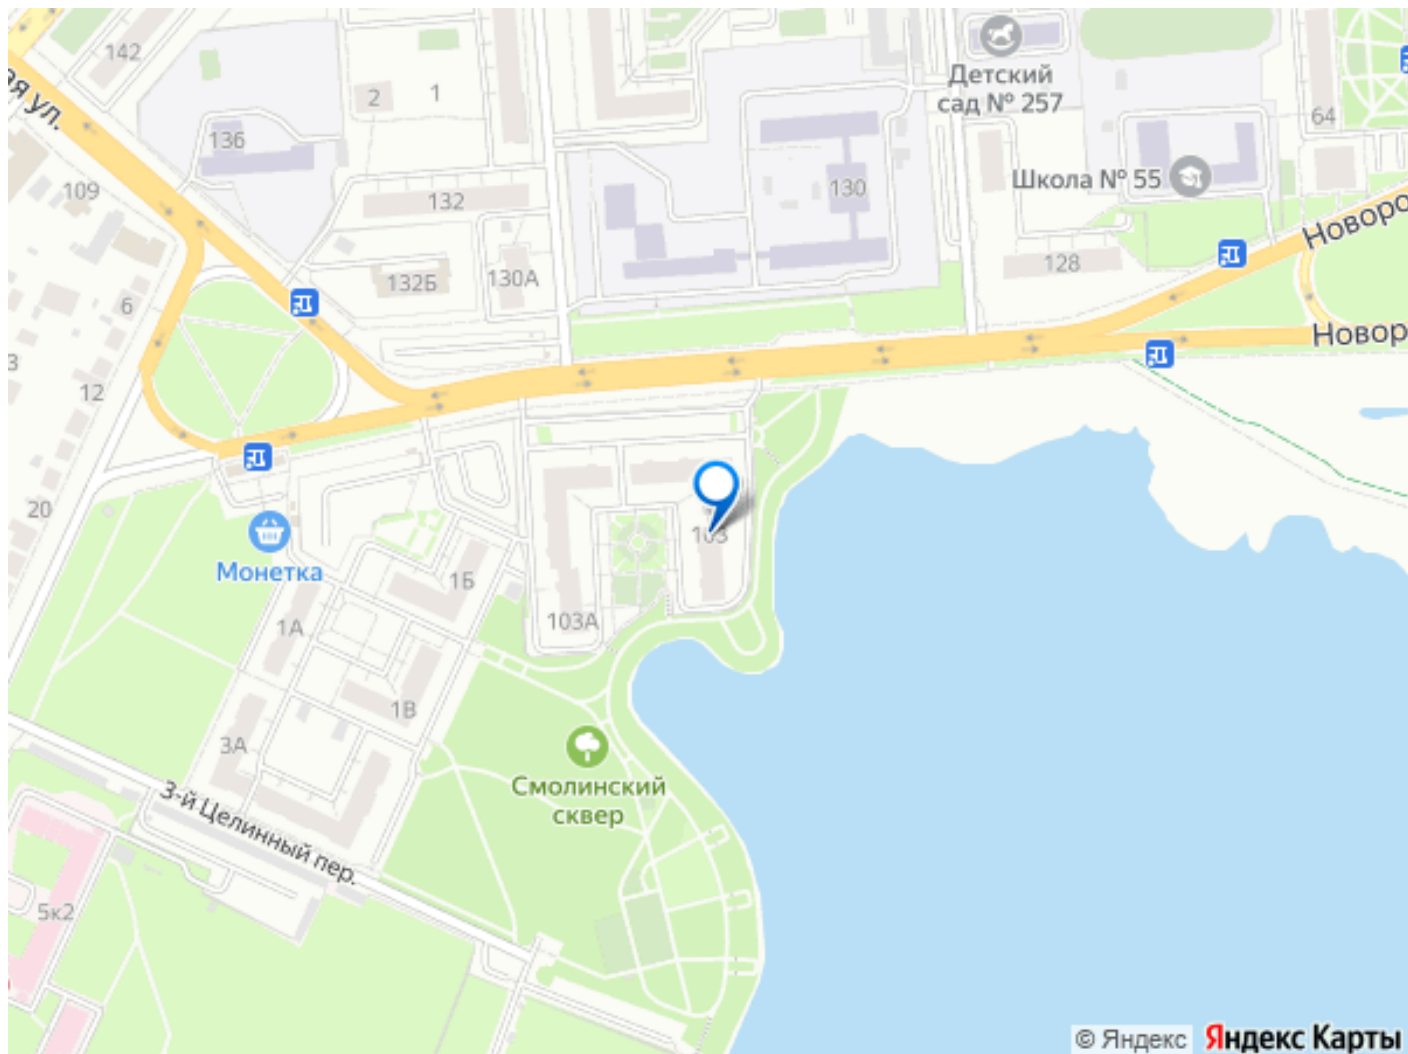 142
2
1
Детский
сад № 257
64
ая ул.
136
130
Школа № 55
109
132
Новоро
132Б
130А
128
6
3
Новор
12
20
103
Монетка
1Б
103А
1А
1В
3А
Смолинский
сквер
3-й Целинный пер.
5к2
© Яндекс
Яндекс Карты